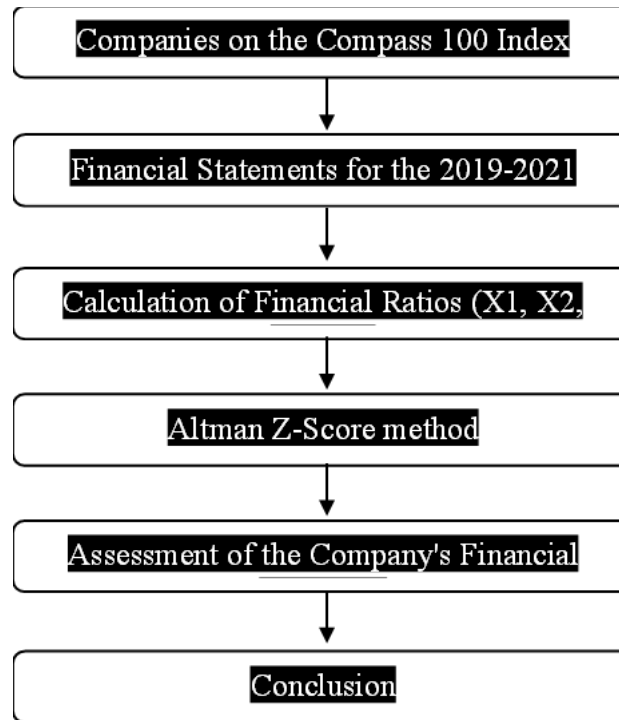 Companies on the Compass 100 Index
Financial Statements for the 2019-2021
Calculation of Financial Ratios (X1, X2,
Altman Z-Score method
Assessment of the Company's Financial
Conclusion